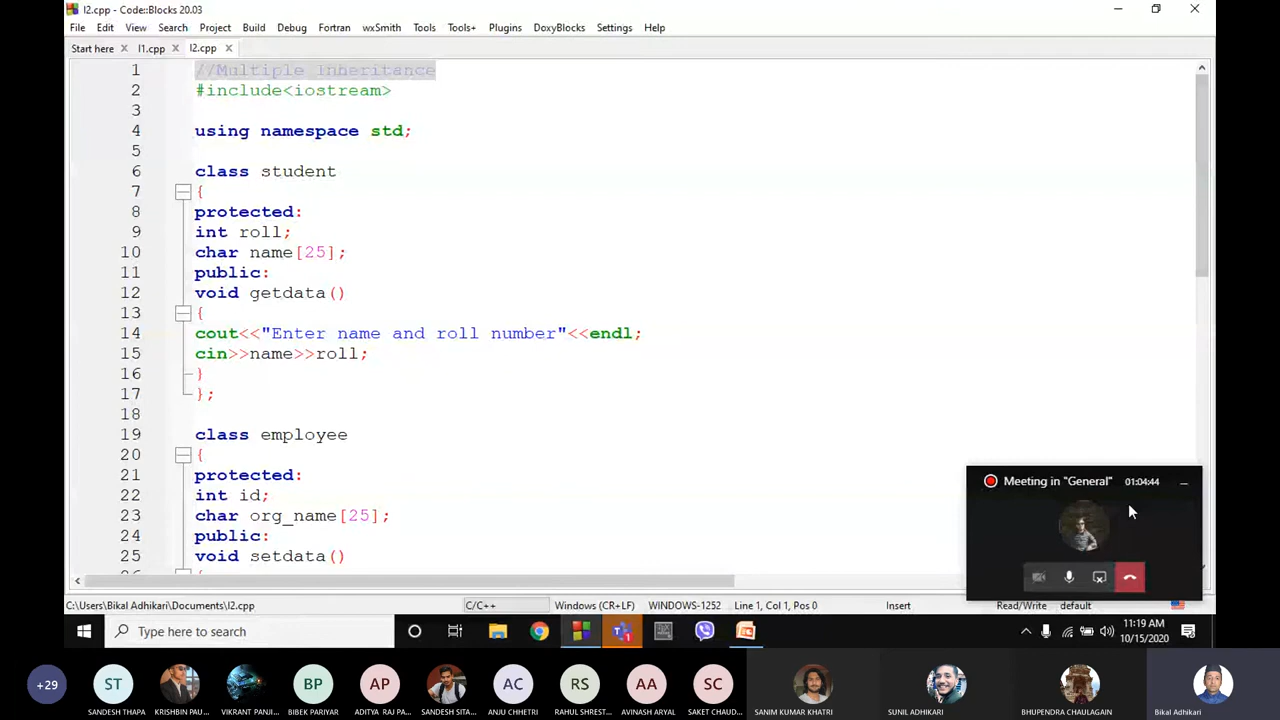 I2.cpp - Code::Blocks 20.03
File Edit View Search Project Build Debug Fortran wxSmith Tools Tools+ Plugins DoxyBlocks Settings Help
Start here I1.cpp I2.cpp
1 //Multiple Inheritance
2 #include<iostream>
3
4 using namespace std;
5
6 class student
7 {
8 protected:
9 int roll;
10 char name[25];
11 public:
12 void getdata()
13 {
14 cout<<"Enter name and roll number"<<endl;
15 cin>>name>>roll;
16 }
17 };
18
19 class employee
20 {
21 protected:
22 int id;
23 char org_name[25];
24 public:
25 void setdata()
Meeting in "General" 01:04:44
C:\Users\Bikal Adhikari\Documents\I2.cpp C/C++ Windows (CR+LF) WINDOWS-1252 Line 1, Col 1, Pos 0 Insert Read/Write default
Type here to search
11:19 AM
10/15/2020
+29 ST BP AP AC RS AA SC
SANDESH THAPA KRISHBIN PAU... VIKRANT PANJI... BIBEK PARIYAR ADITYA RAJ PA... SANDESH SITA... ANJU CHHETRI RAHUL SHREST... AVINASH ARYAL SAKET CHAUD... SANIM KUMAR KHATRI SUNIL ADHIKARI BHUPENDRA CHAULAGAIN Bikal Adhikari